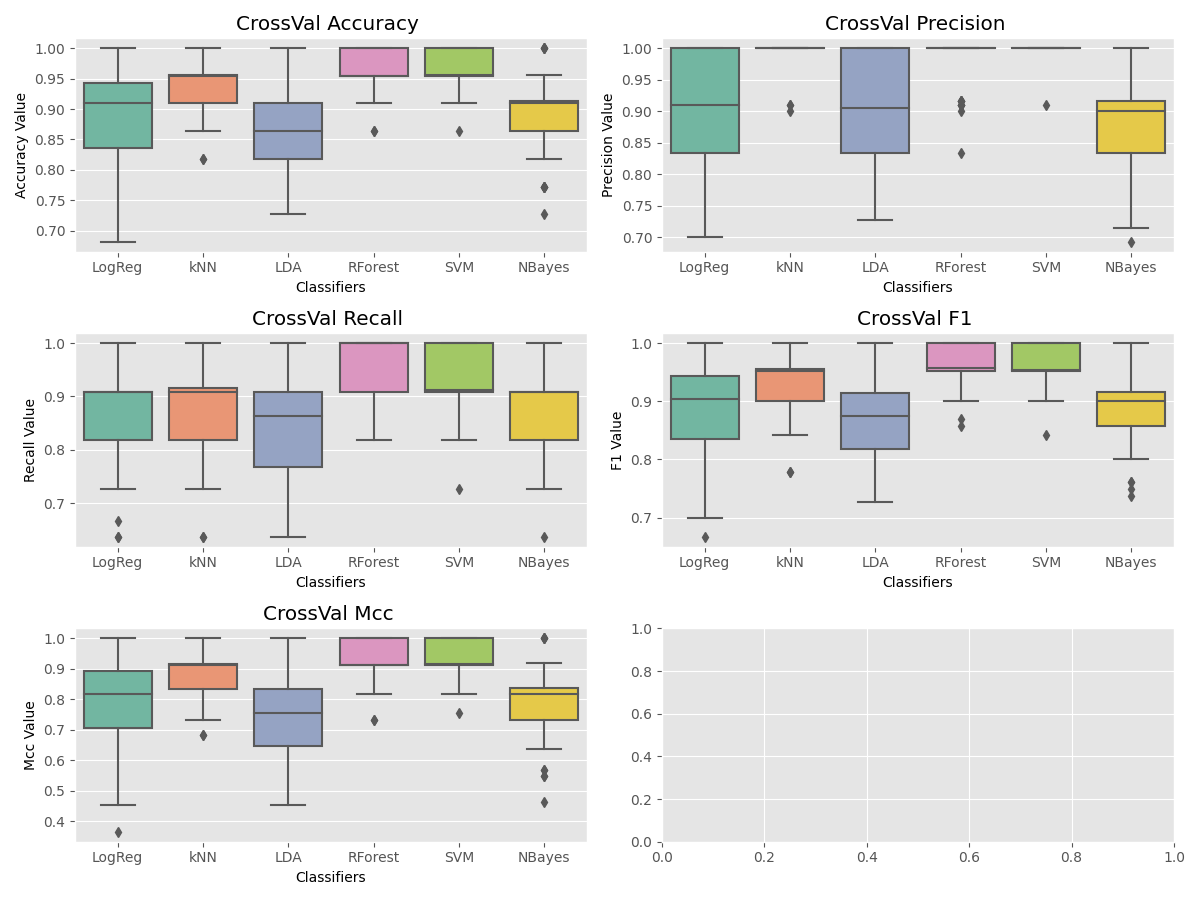 CrossVal Accuracy
1.00
0.95
0.90
0.85
0.80
0.75
0.70
Accuracy Value
LogReg kNN LDA RForest SVM NBayes
Classifiers
CrossVal Precision
1.00
0.95
0.90
0.85
0.80
0.75
0.70
Precision Value
LogReg kNN LDA RForest SVM NBayes
Classifiers
CrossVal Recall
1.0
0.9
0.8
0.7
Recall Value
LogReg kNN LDA RForest SVM NBayes
Classifiers
CrossVal F1
1.0
0.9
0.8
0.7
F1 Value
LogReg kNN LDA RForest SVM NBayes
Classifiers
CrossVal Mcc
1.0
0.9
0.8
0.7
0.6
0.5
0.4
Mcc Value
LogReg kNN LDA RForest SVM NBayes
Classifiers
1.0
0.8
0.6
0.4
0.2
0.0
0.0 0.2 0.4 0.6 0.8 1.0